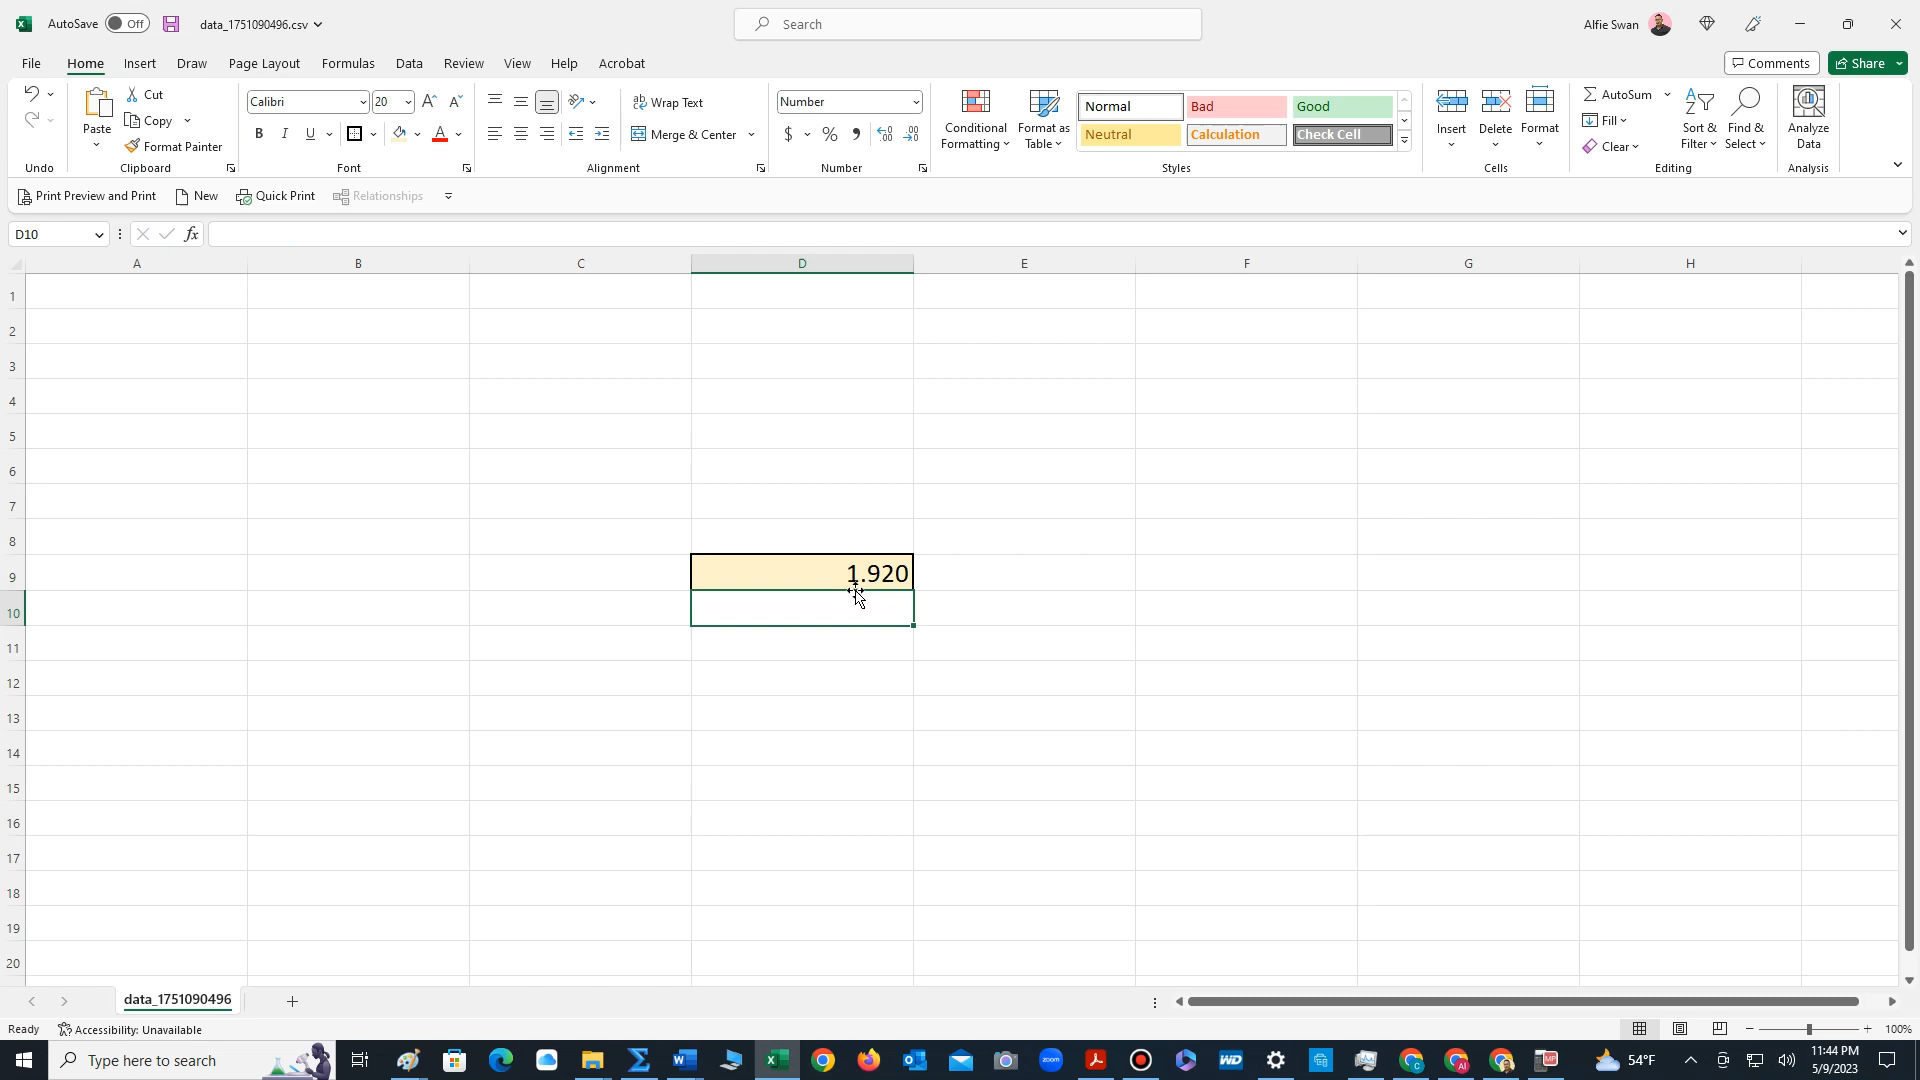 AutoSave Off data_1751090496.csv Search Alfie Swan
File Home Insert Draw Page Layout Formulas Data Review View Help Acrobat Comments Share
Undo
Paste Cut Copy Format Painter
Clipboard
Calibri 20
B I U A
Font
Wrap Text
Merge & Center
Alignment
Number
$ % 9
Number
Conditional Formatting
Format as Table
Normal Bad Good
Neutral Calculation Check Cell
Styles
Insert Delete Format
Cells
AutoSum
Fill
Clear
Sort & Filter
Find & Select
Editing
Analyze Data
Analysis
Print Preview and Print New Quick Print Relationships
D10 fx
A B C D E F G H
1
2
3
4
5
6
7
8
9 1.920
10
11
12
13
14
15
16
17
18
19
20
data_1751090496
Ready Accessibility: Unavailable 100%
Type here to search 54°F 11:44 PM
5/9/2023